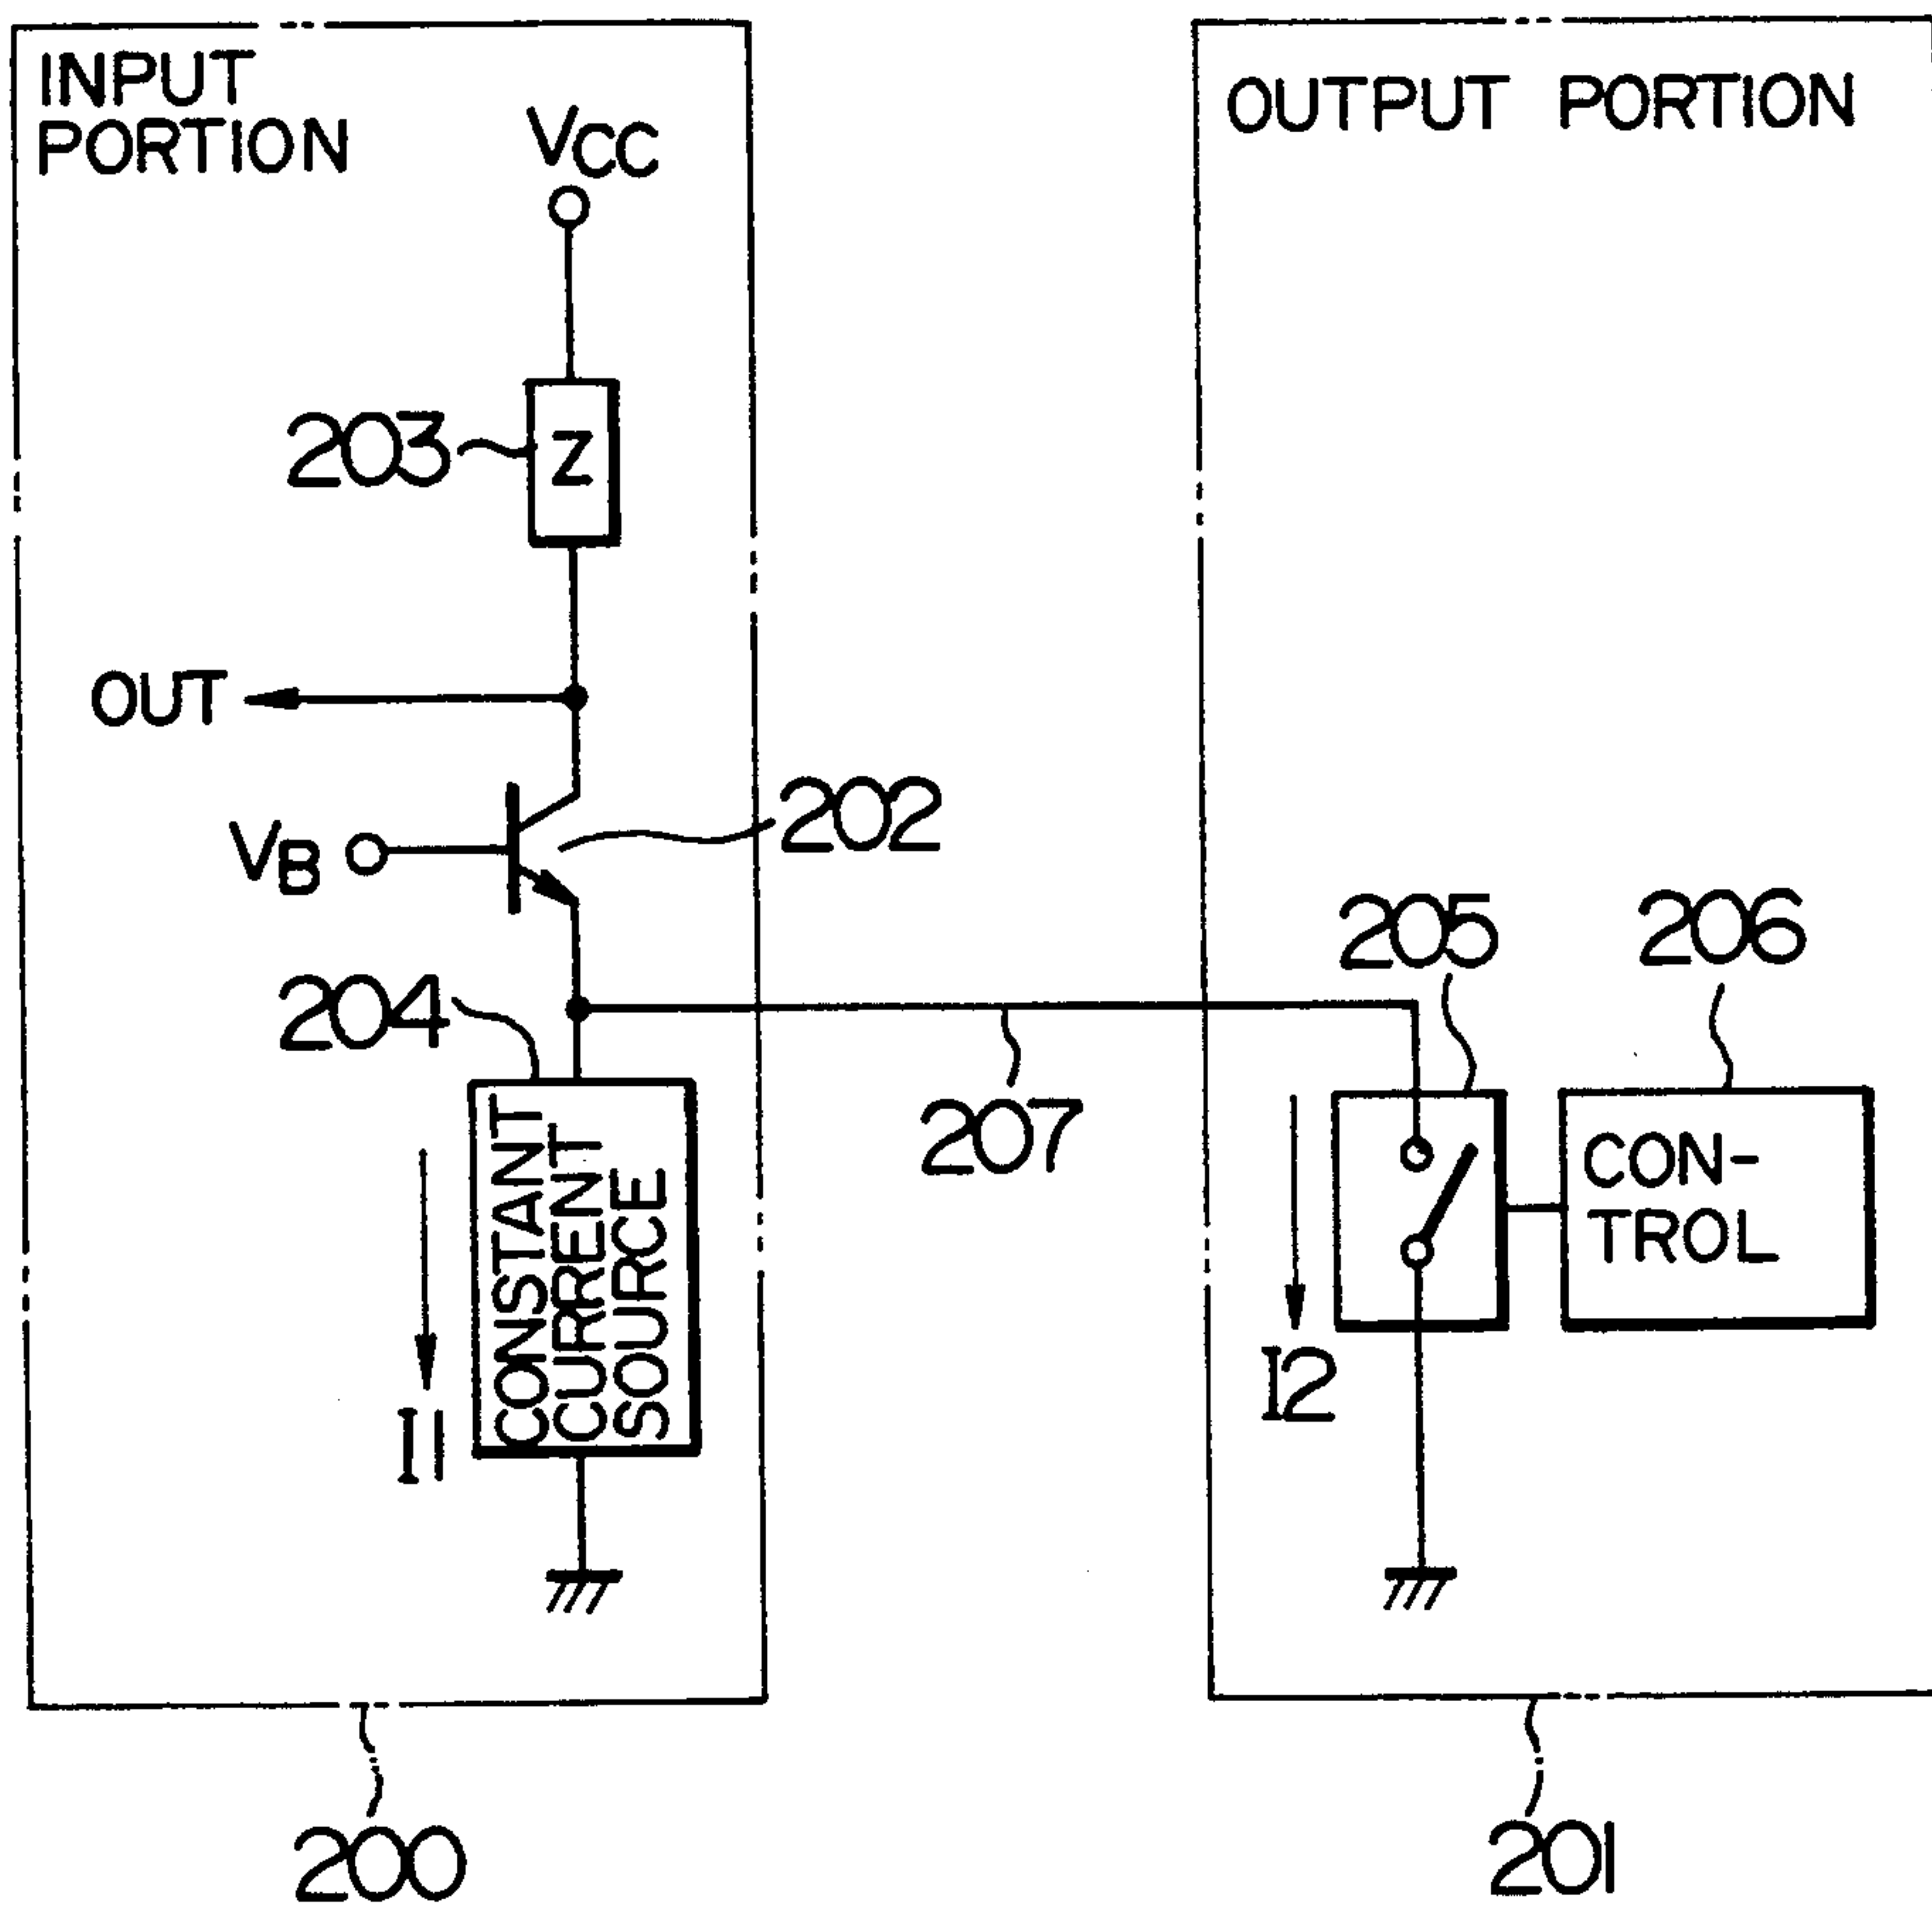 INPUT
PORTION
VCC
203
Z
OUT
VB
202
204
CONSTANT
CURRENT
SOURCE
I1
200
207
OUTPUT PORTION
205
206
CON-
TROL
I2
201